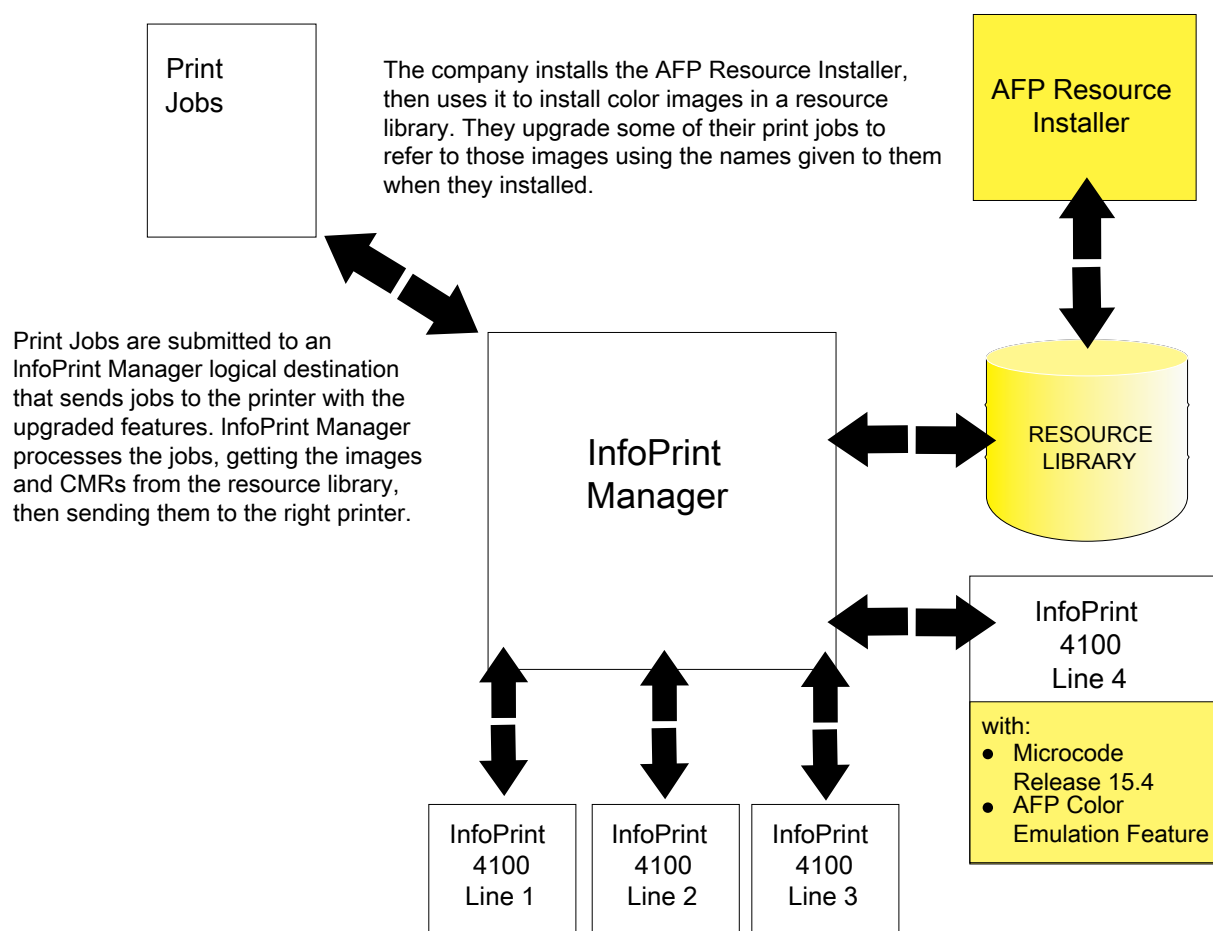 Print
Jobs
The company installs the AFP Resource Installer,
then uses it to install color images in a resource
library. They upgrade some of their print jobs to
refer to those images using the names given to them
when they installed.
AFP Resource
Installer
Print Jobs are submitted to an
InfoPrint Manager logical destination
that sends jobs to the printer with the
upgraded features. InfoPrint Manager
processes the jobs, getting the images
and CMRs from the resource library,
then sending them to the right printer.
InfoPrint
Manager
RESOURCE
LIBRARY
InfoPrint
4100
Line 4
with:
● Microcode
Release 15.4
● AFP Color
Emulation Feature
InfoPrint
4100
Line 1
InfoPrint
4100
Line 2
InfoPrint
4100
Line 3